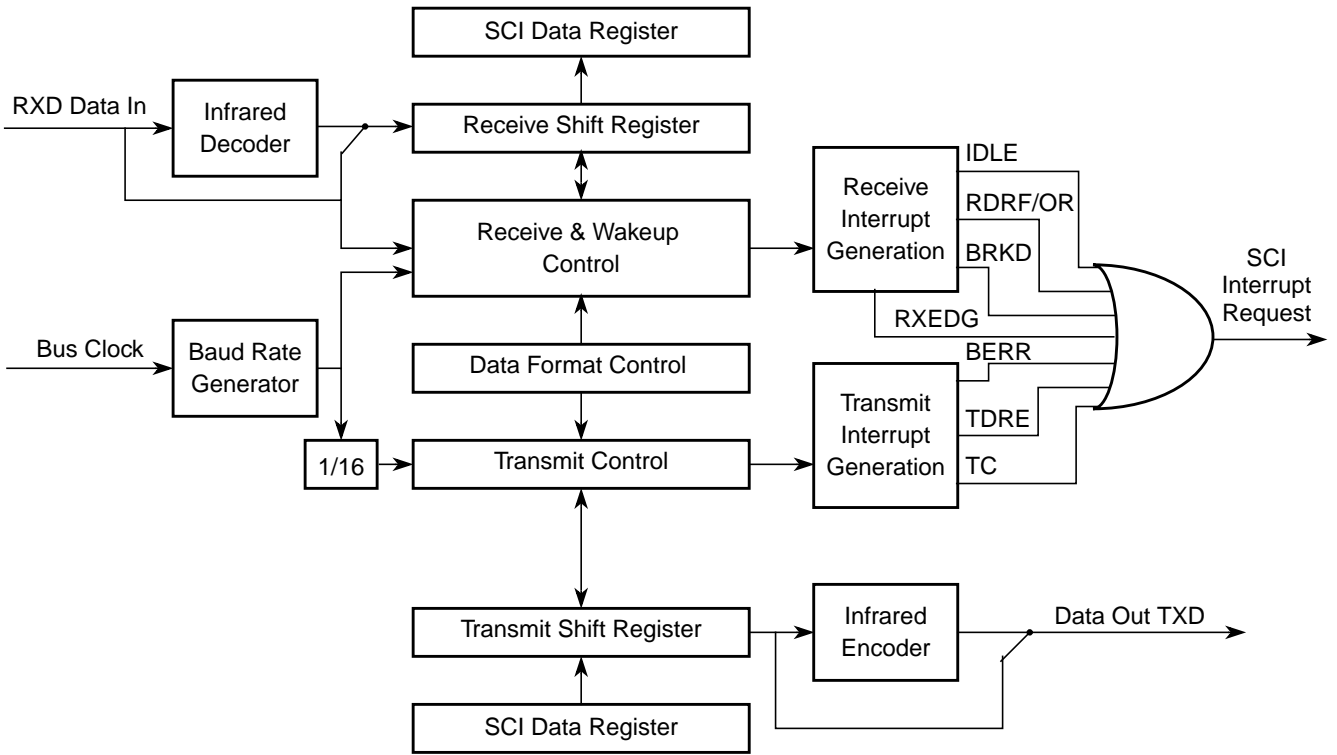 SCI Data Register
RXD Data In
Infrared
Decoder
Receive Shift Register
Receive & Wakeup
Control
Receive
Interrupt
Generation
IDLE
RDRF/OR
BRKD
RXEDG
SCI
Interrupt
Request
Bus Clock
Baud Rate
Generator
Data Format Control
BERR
1/16
Transmit Control
Transmit
Interrupt
Generation
TDRE
TC
Transmit Shift Register
Infrared
Encoder
Data Out TXD
SCI Data Register